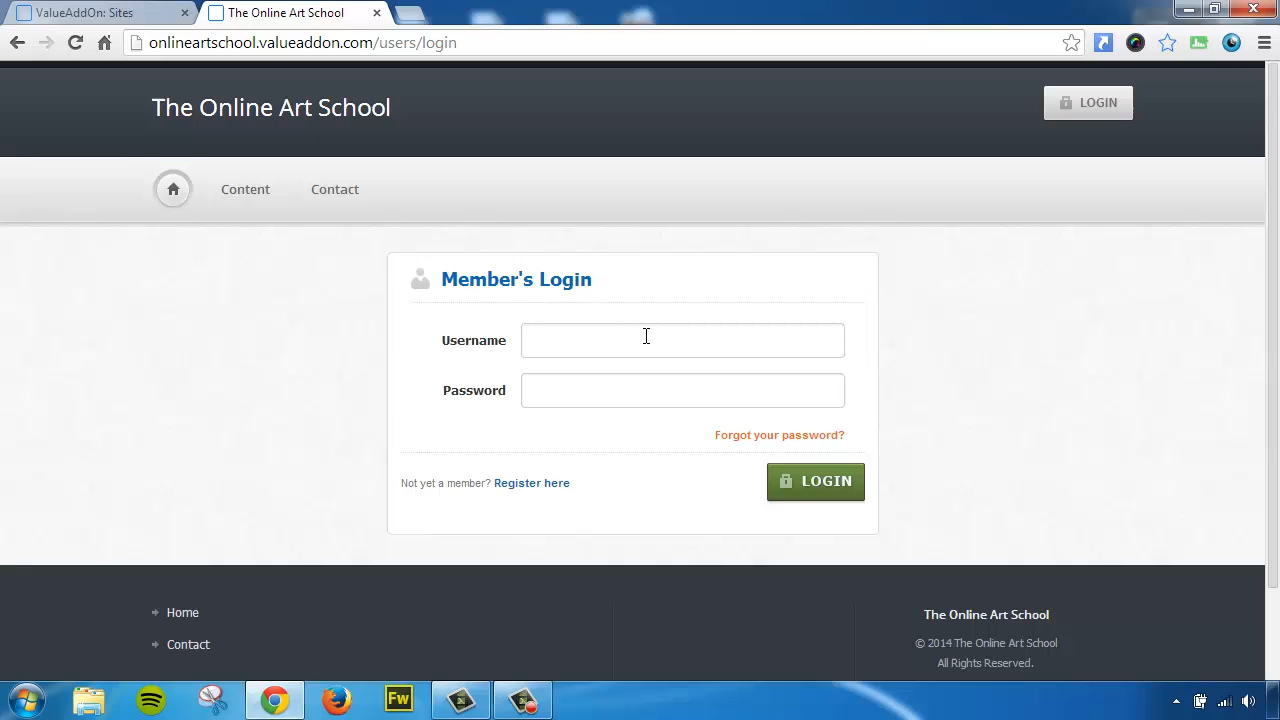 ValueAddOn: Sites
The Online Art School
onlineartschool.valueaddon.com/users/login
The Online Art School
LOGIN
Content
Contact
Member's Login
Username
Password
Forgot your password?
Not yet a member? Register here
LOGIN
Home
Contact
The Online Art School
© 2014 The Online Art School
All Rights Reserved.
Fw